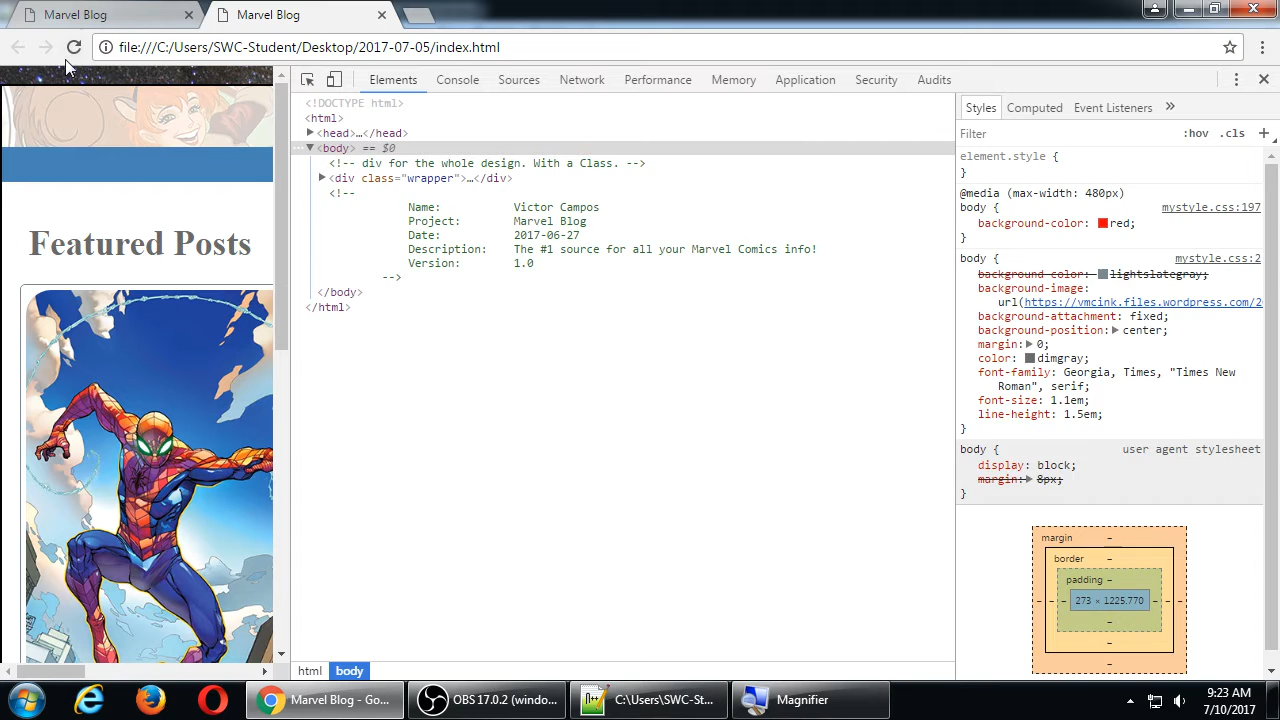 Marvel Blog
Marvel Blog
file:///C:/Users/SWC-Student/Desktop/2017-07-05/index.html
Elements Console Sources Network Performance Memory Application Security Audits
Featured Posts
<!DOCTYPE html>
<html>
<head>…</head>
<body> == $0
<!-- div for the whole design. With a Class. -->
<div class="wrapper">…</div>
<!--
Name: Victor Campos
Project: Marvel Blog
Date: 2017-06-27
Description: The #1 source for all your Marvel Comics info!
Version: 1.0
-->
</body>
</html>
html body
Styles Computed Event Listeners »
Filter :hov .cls +
element.style {
}
@media (max-width: 480px)
body { mystyle.css:197
background-color: red;
}
body { mystyle.css:2
background-color: lightslategray;
background-image:
url(https://vmcink.files.wordpress.com/2
background-attachment: fixed;
background-position: center;
margin: 0;
color: dimgray;
font-family: Georgia, Times, "Times New
Roman", serif;
font-size: 1.1em;
line-height: 1.5em;
}
body { user agent stylesheet
display: block;
margin: 8px;
}
margin –
border –
padding –
– – – 273 × 1225.770 – – –
–
–
–
Marvel Blog - Go... OBS 17.0.2 (windo... C:\Users\SWC-St... Magnifier
9:23 AM
7/10/2017